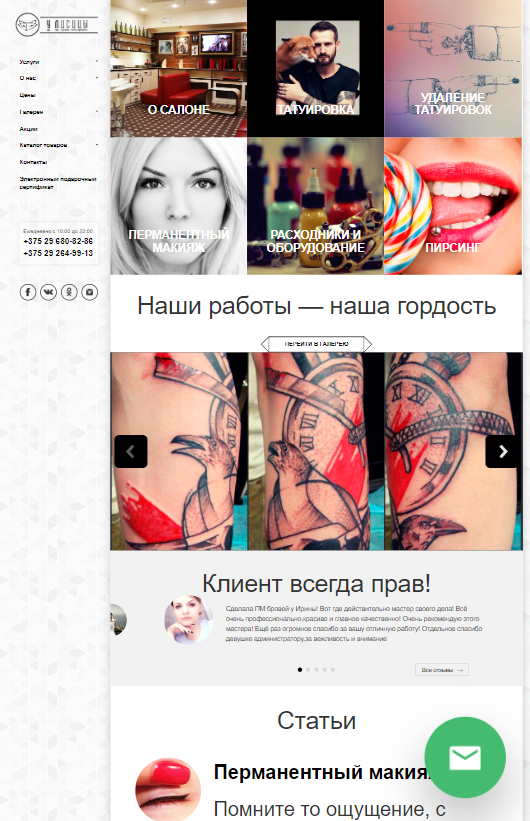 У ЛИСИЦЫ
Услуги
О нас
Цены
Галерея
Акции
Каталог товаров
Контакты
Электронный подарочный
сертификат
Ежедневно с 10:00 до 22:00
+375 29 680-82-86
+375 29 264-99-13
О САЛОНЕ
ТАТУИРОВКА
УДАЛЕНИЕ
ТАТУИРОВОК
ПЕРМАНЕНТНЫЙ
МАКИЯЖ
РАСХОДНИКИ И
ОБОРУДОВАНИЕ
ПИРСИНГ
Наши работы — наша гордость
ПЕРЕЙТИ В ГАЛЕРЕЮ
Клиент всегда прав!
Сделала ПМ бровей у Ирины! Вот где действительно мастер своего дела! Всё
очень профессионально,красиво и главное качественно! Очень рекомендую этого
мастера! Ещё раз огромное спасибо за вашу отличную работу! Отдельное спасибо
девушке администратору,за вежливость и внимание
Все отзывы →
Статьи
Перманентный макия
Помните то ощущение, с